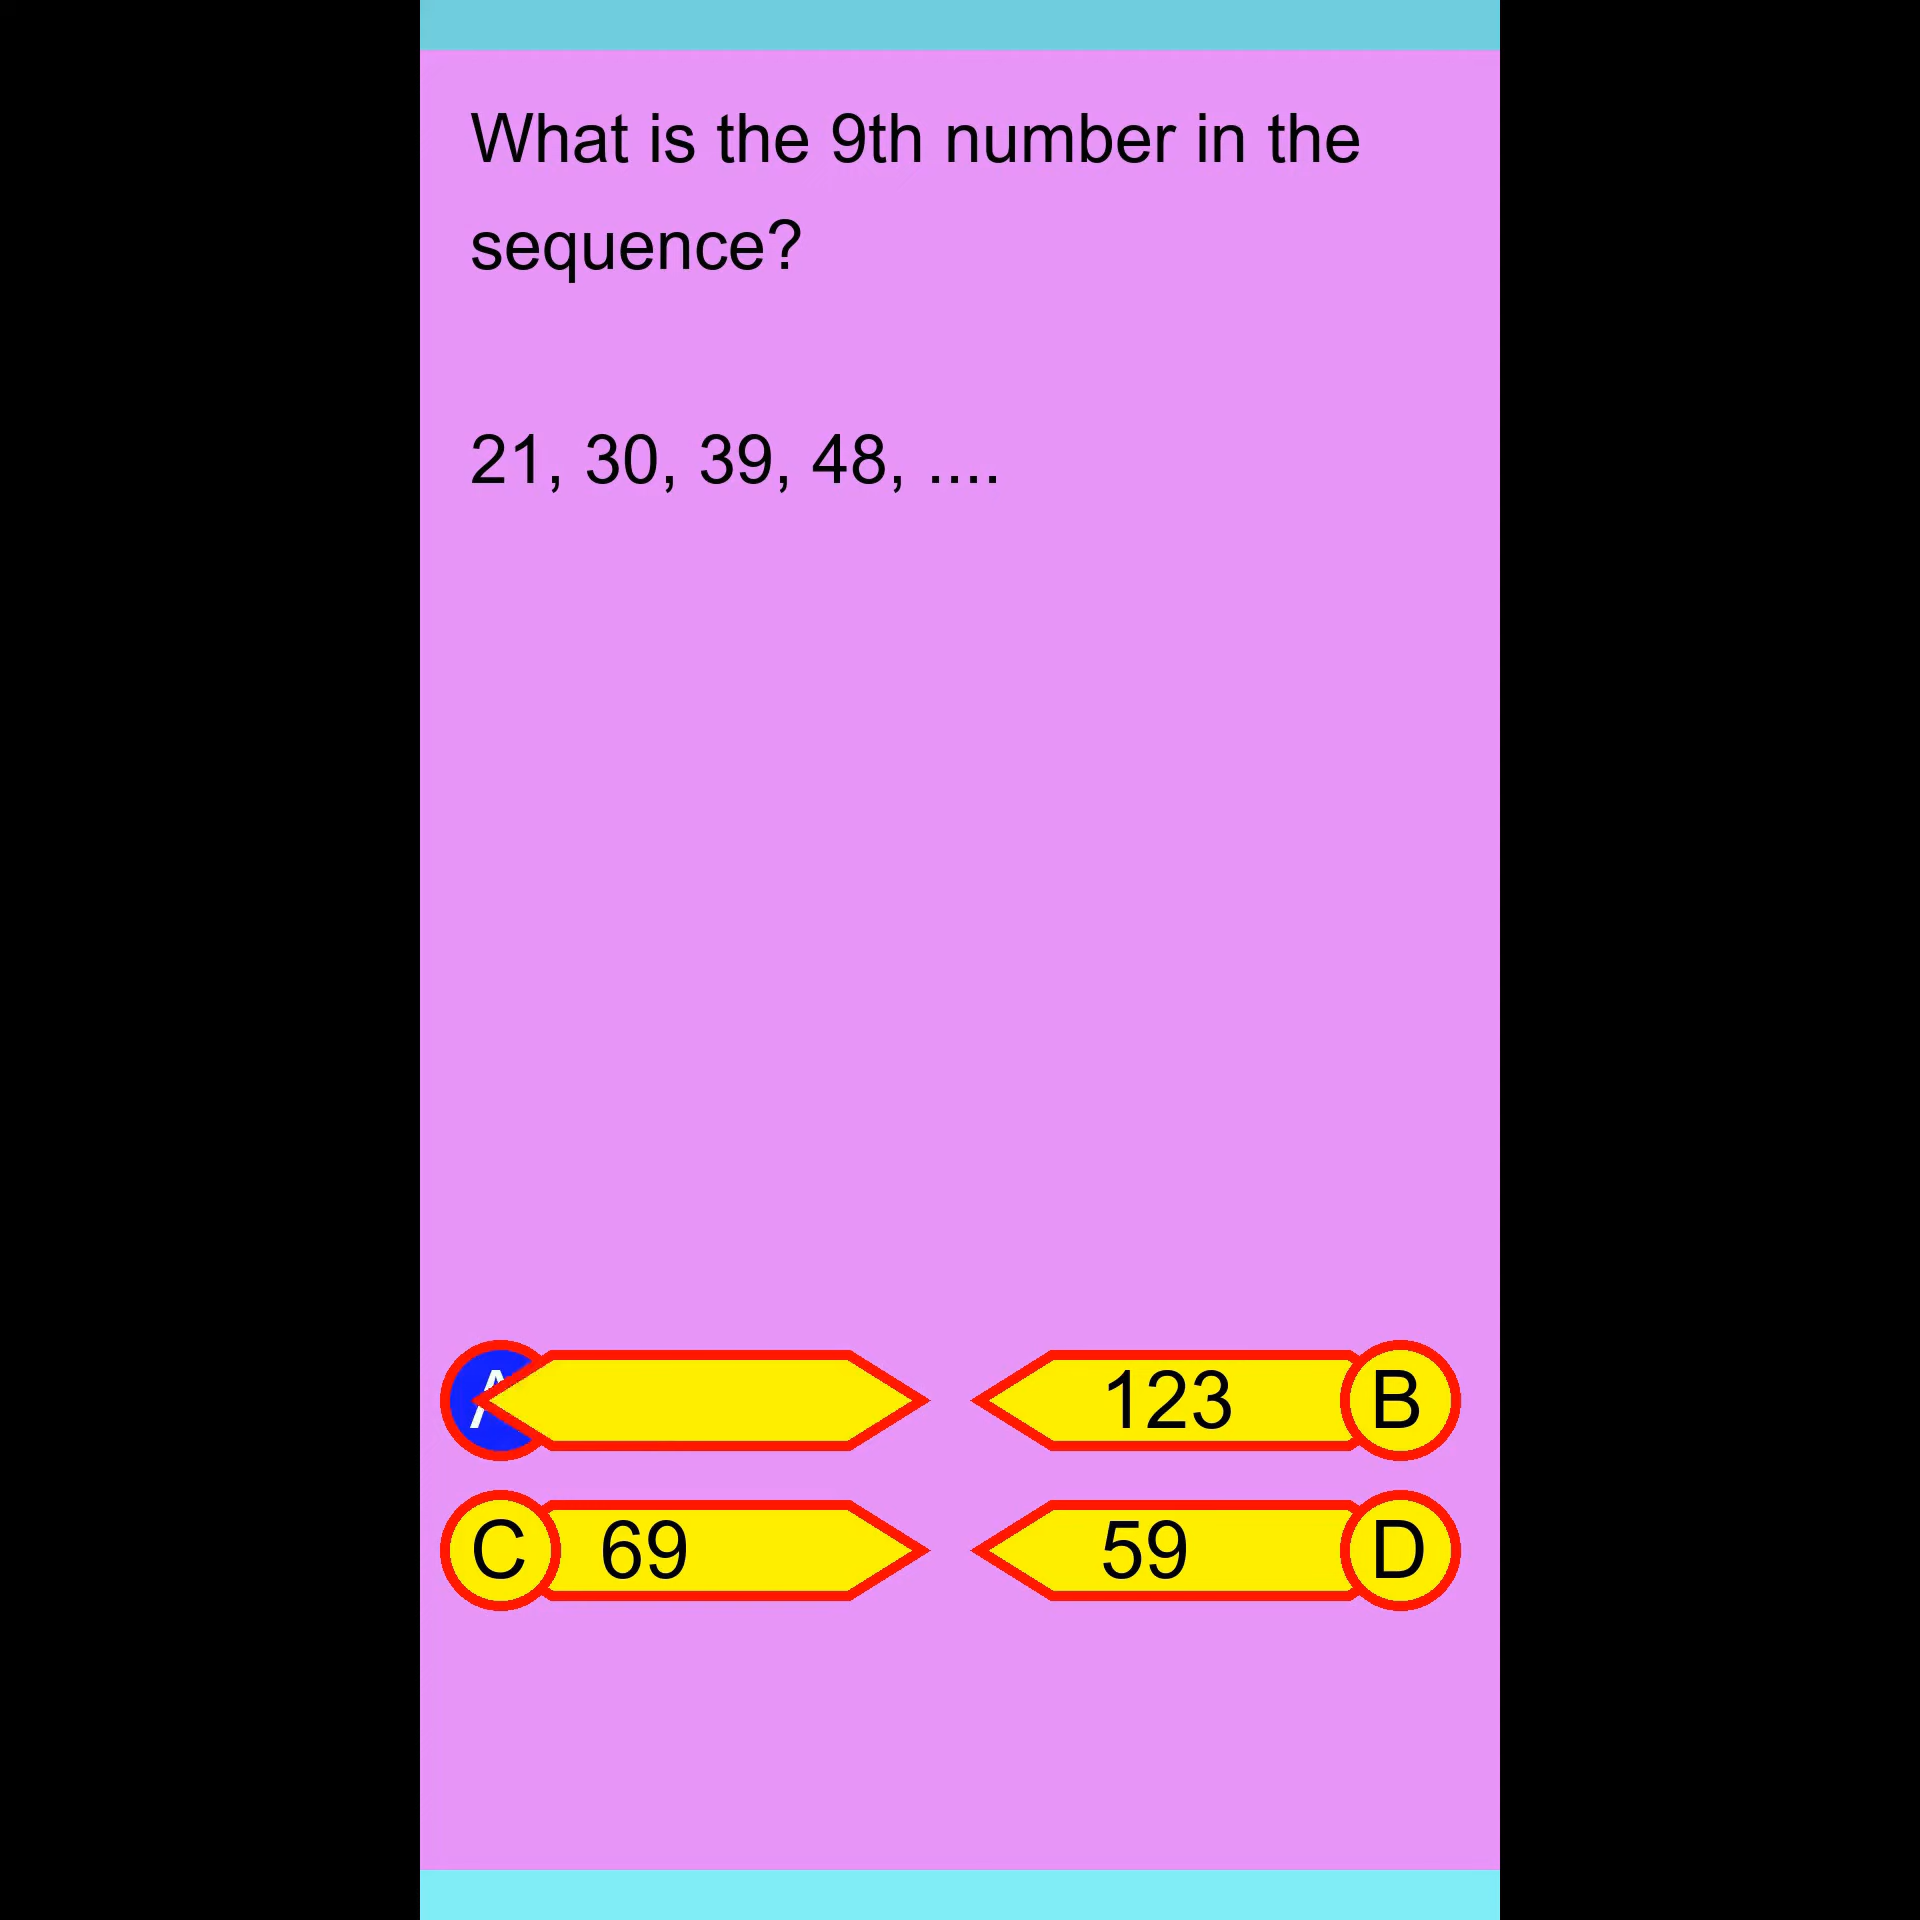 What is the 9th number in the
sequence?
21, 30, 39, 48, ....
A
123 B
C 69
59 D